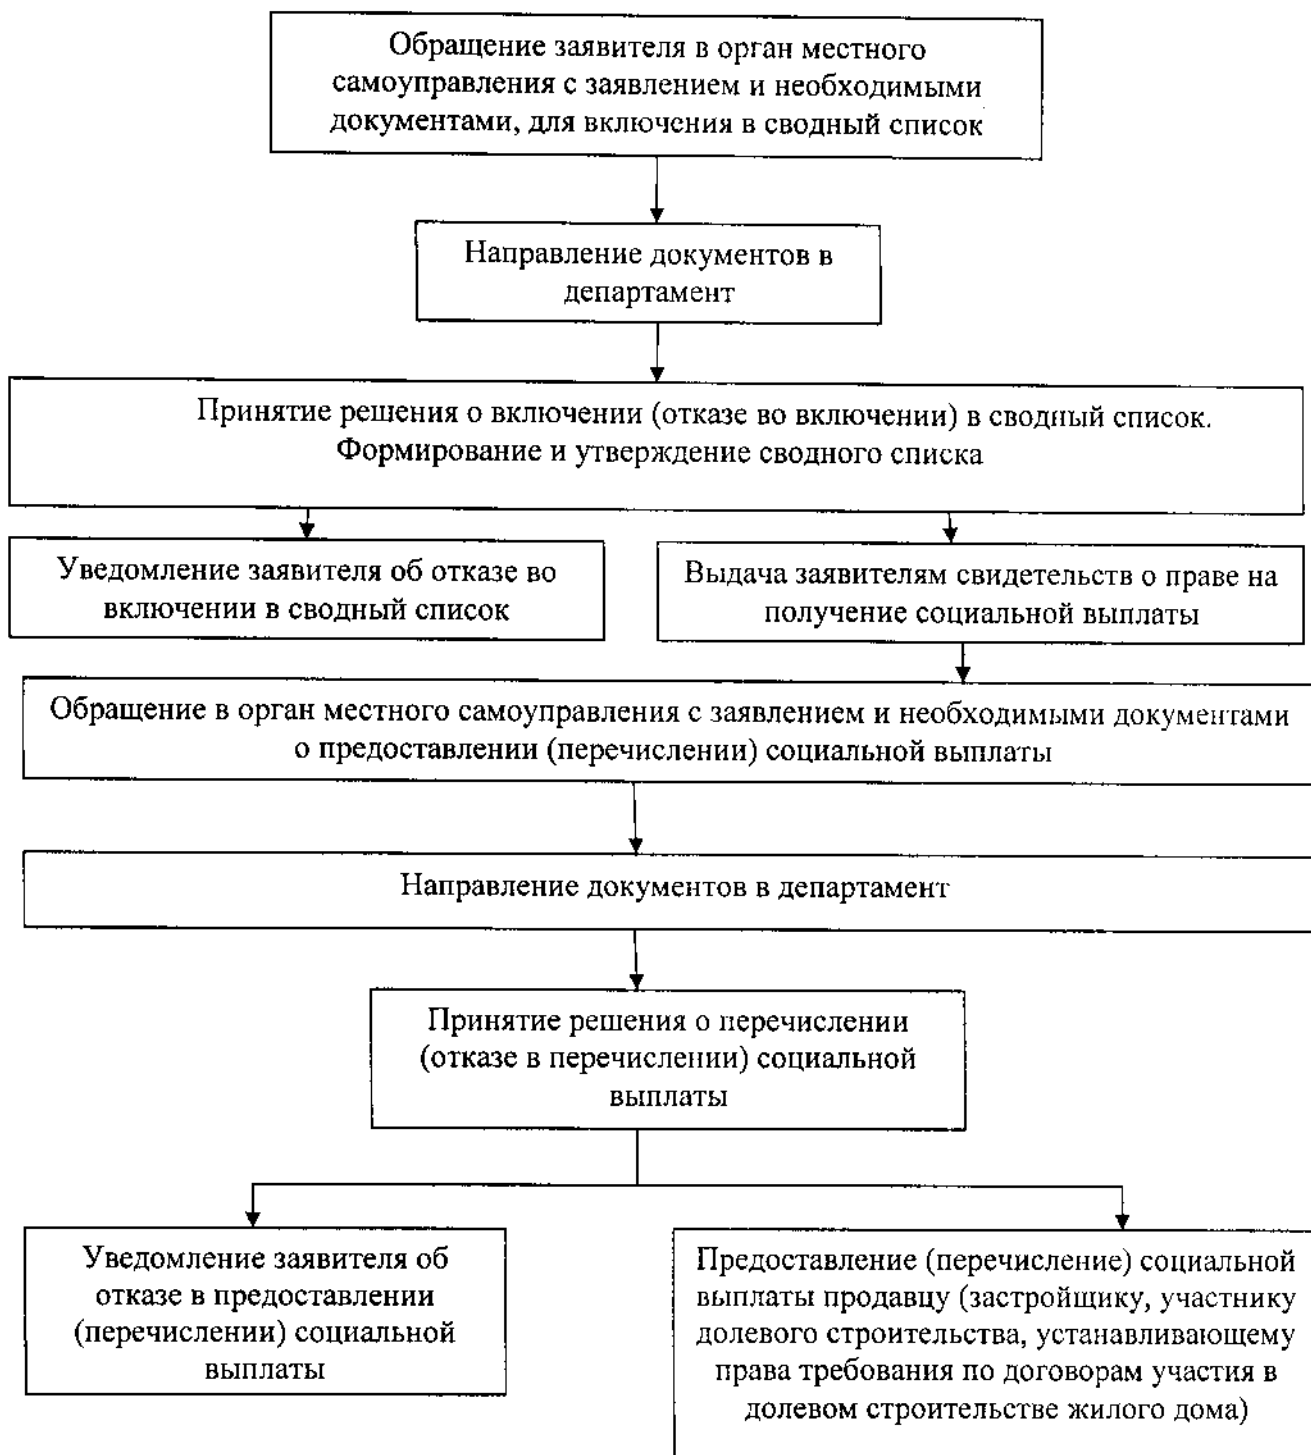 Обращение заявителя в орган местного
самоуправления с заявлением и необходимыми
документами, для включения в сводный список
Направление документов в
департамент
Принятие решения о включении (отказе во включении) в сводный список.
Формирование и утверждение сводного списка
Уведомление заявителя об отказе во
включении в сводный список
Выдача заявителям свидетельств о праве на
получение социальной выплаты
Обращение в орган местного самоуправления с заявлением и необходимыми документами
о предоставлении (перечислении) социальной выплаты
Направление документов в департамент
Принятие решения о перечислении
(отказе в перечислении) социальной
выплаты
Уведомление заявителя об
отказе в предоставлении
(перечислении) социальной
выплаты
Предоставление (перечисление) социальной
выплаты продавцу (застройщику, участнику
долевого строительства, устанавливающему
права требования по договорам участия в
долевом строительстве жилого дома)